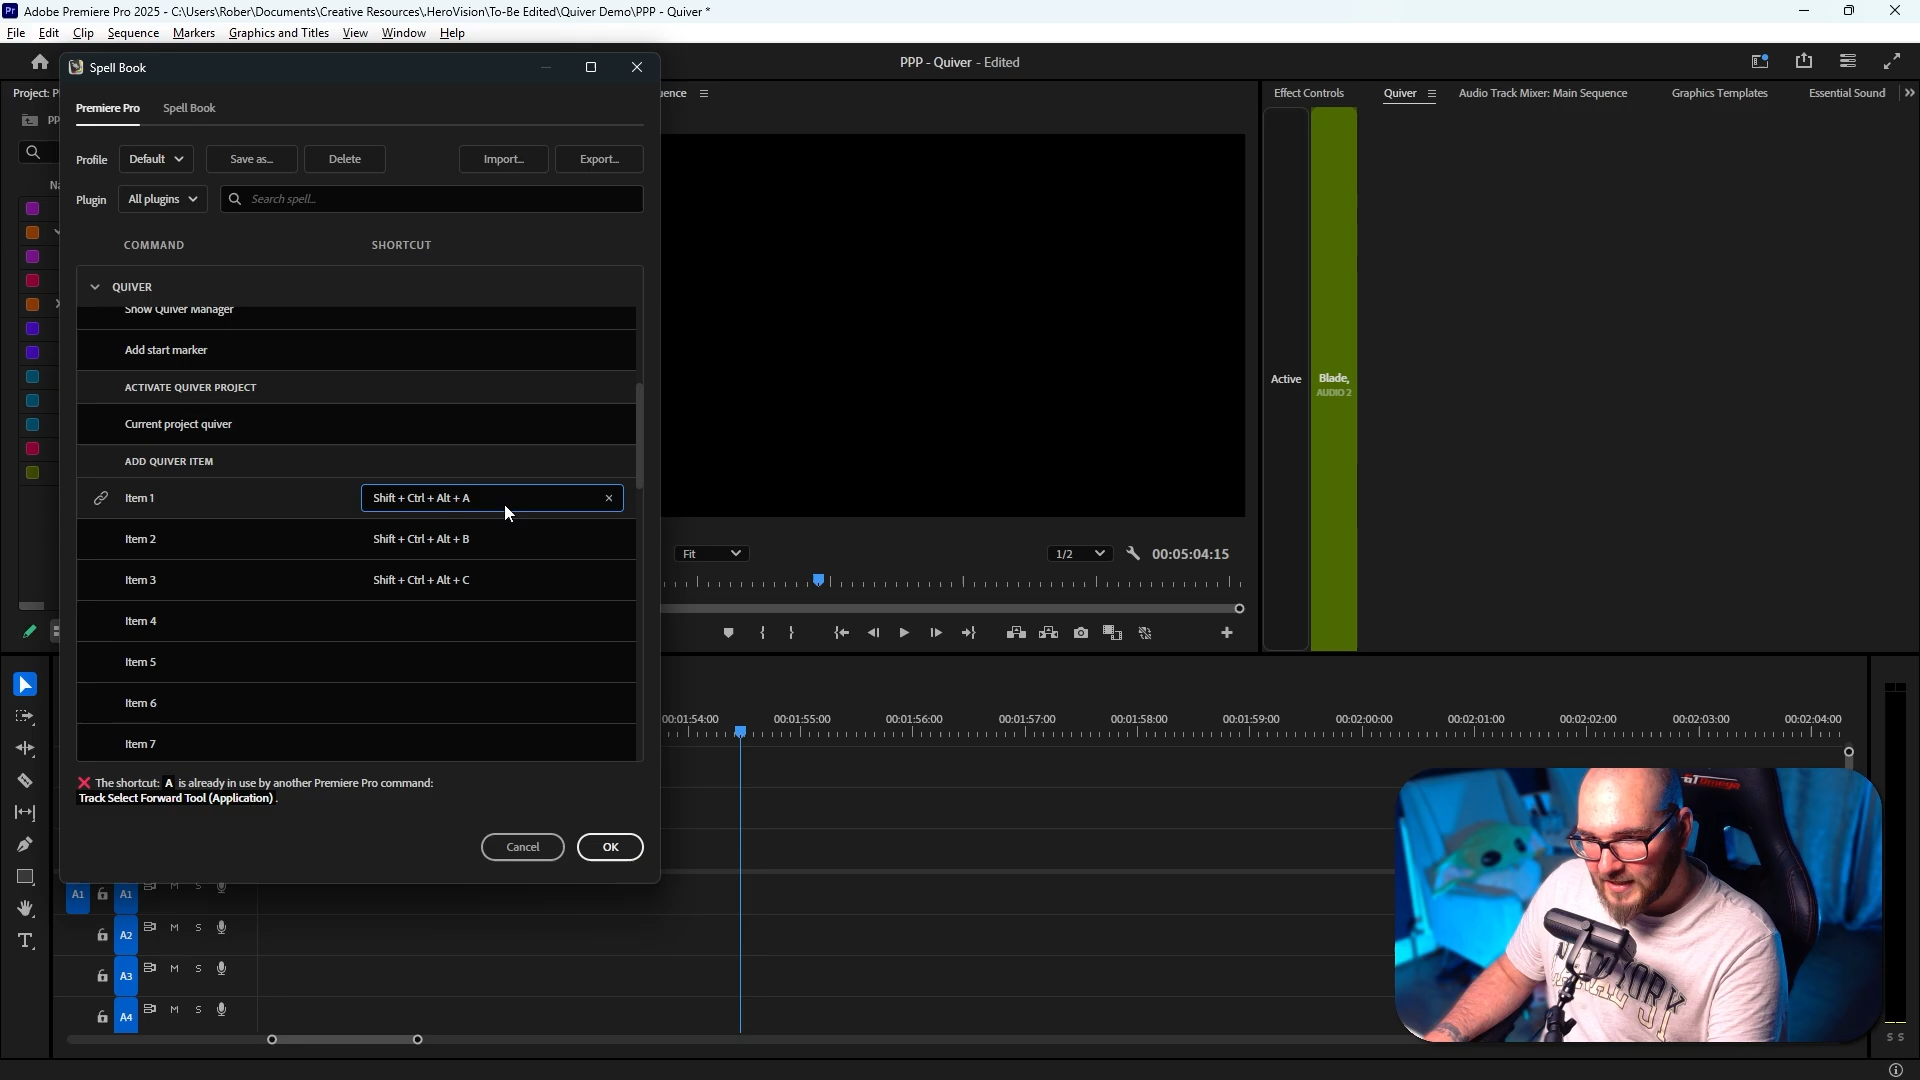 Adobe Premiere Pro 2025 - C:\Users\Rober\Documents\Creative Resources\.HeroVision\To-Be Edited\Quiver Demo\PPP - Quiver *
File Edit Clip Sequence Markers Graphics and Titles View Window Help
Spell Book
PPP - Quiver - Edited
Project: P
Premiere Pro
Spell Book
uence
Effect Controls
Quiver
Audio Track Mixer: Main Sequence
Graphics Templates
Essential Sound
PP
Profile
Default
Save as...
Delete
Import...
Export...
Plugin
All plugins
Search spell...
Na
COMMAND
SHORTCUT
QUIVER
Show Quiver Manager
Add start marker
ACTIVATE QUIVER PROJECT
Current project quiver
ADD QUIVER ITEM
Item 1
Shift + Ctrl + Alt + A
Item 2
Shift + Ctrl + Alt + B
Item 3
Shift + Ctrl + Alt + C
Item 4
Item 5
Item 6
Item 7
The shortcut: A is already in use by another Premiere Pro command:
Track Select Forward Tool (Application) .
Cancel
OK
Active
Blade,
AUDIO 2
Fit
1/2
00:05:04:15
00:01:54:00
00:01:55:00
00:01:56:00
00:01:57:00
00:01:58:00
00:01:59:00
00:02:00:00
00:02:01:00
00:02:02:00
00:02:03:00
00:02:04:00
A1 A1 M S
A2 M S
A3 M S
A4 M S
S S
GT Omega